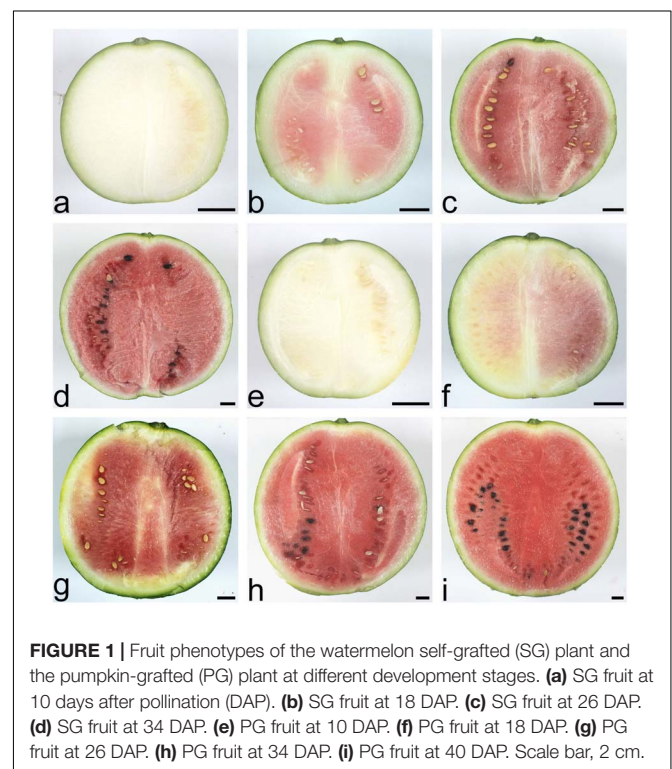 a
b
c
d
e
f
g
h
i
FIGURE 1 | Fruit phenotypes of the watermelon self-grafted (SG) plant and
the pumpkin-grafted (PG) plant at different development stages. (a) SG fruit at
10 days after pollination (DAP). (b) SG fruit at 18 DAP. (c) SG fruit at 26 DAP.
(d) SG fruit at 34 DAP. (e) PG fruit at 10 DAP. (f) PG fruit at 18 DAP. (g) PG
fruit at 26 DAP. (h) PG fruit at 34 DAP. (i) PG fruit at 40 DAP. Scale bar, 2 cm.